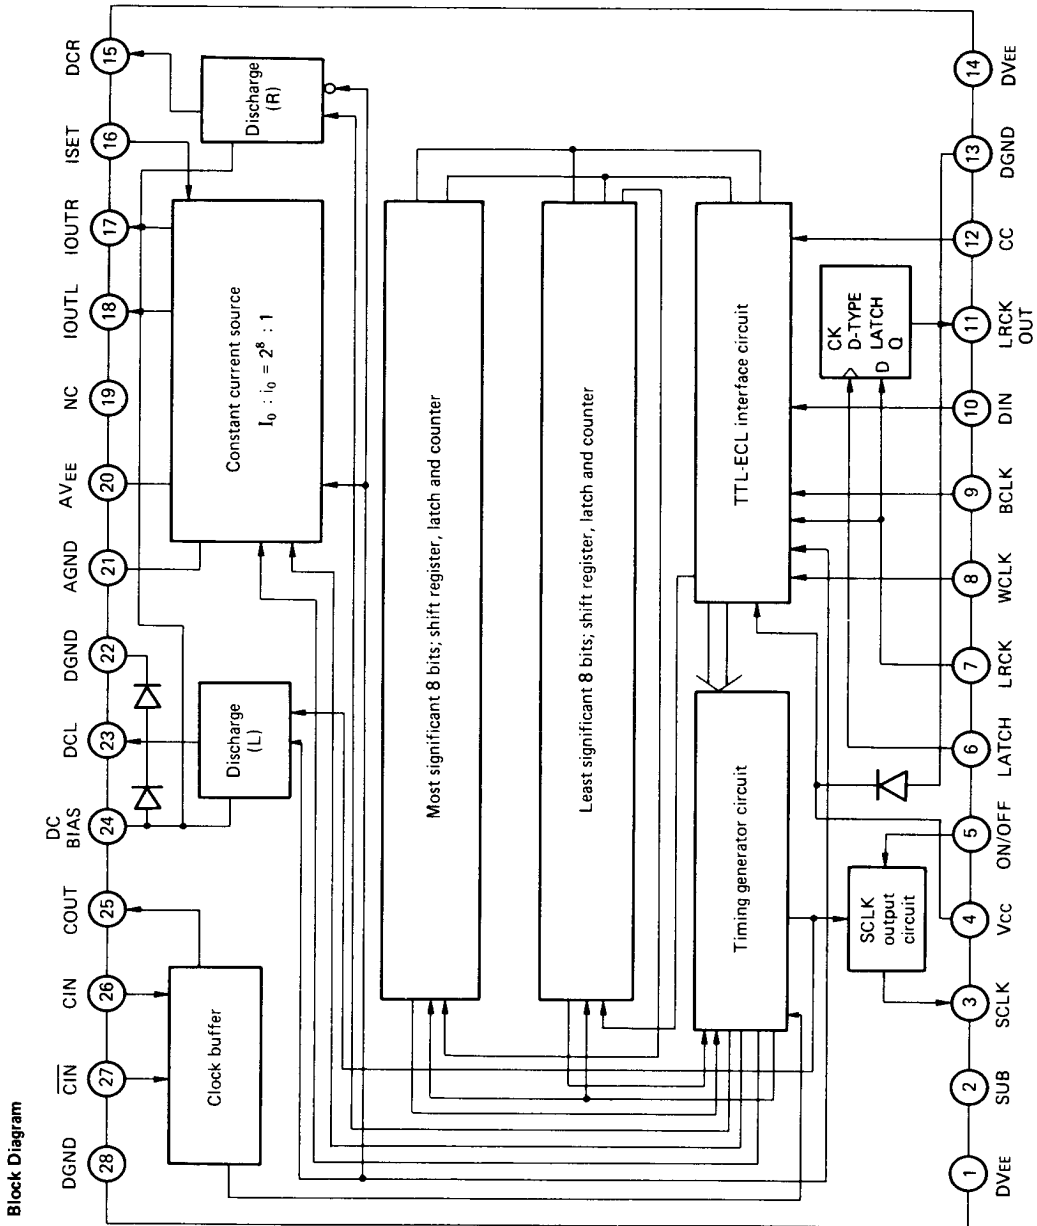 Block Diagram
DGND
28
CIN
27
CIN
26
COUT
25
DC
BIAS
24
DCL
23
DGND
22
AGND
21
AVEE
20
NC
19
IOUTL
18
IOUTR
17
ISET
16
DCR
15
Clock buffer
Discharge
(L)
Constant current source
I0 : i0 = 2⁸ : 1
Discharge
(R)
Most significant 8 bits; shift register, latch and counter
Least significant 8 bits; shift register, latch and counter
Timing generator circuit
TTL-ECL interface circuit
SCLK
output
circuit
CK
D-TYPE
LATCH
D Q
1
DVEE
2
SUB
3
SCLK
4
VCC
5
ON/OFF
6
LATCH
7
LRCK
8
WCLK
9
BCLK
10
DIN
11
LRCK
OUT
12
CC
13
DGND
14
DVEE